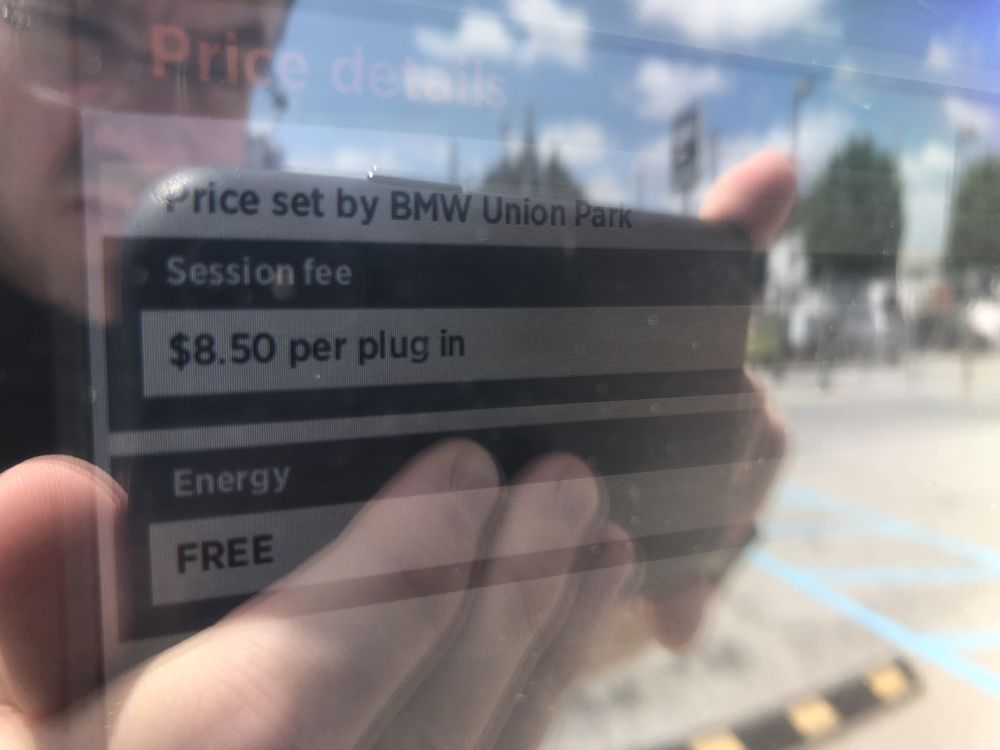 Price details
Price set by BMW Union Park
Session fee
$8.50 per plug in
Energy
FREE